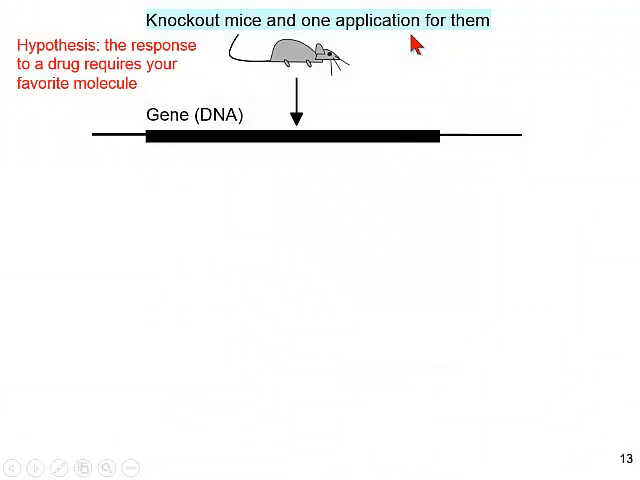 Knockout mice and one application for them
Hypothesis: the response
to a drug requires your
favorite molecule
Gene (DNA)
13